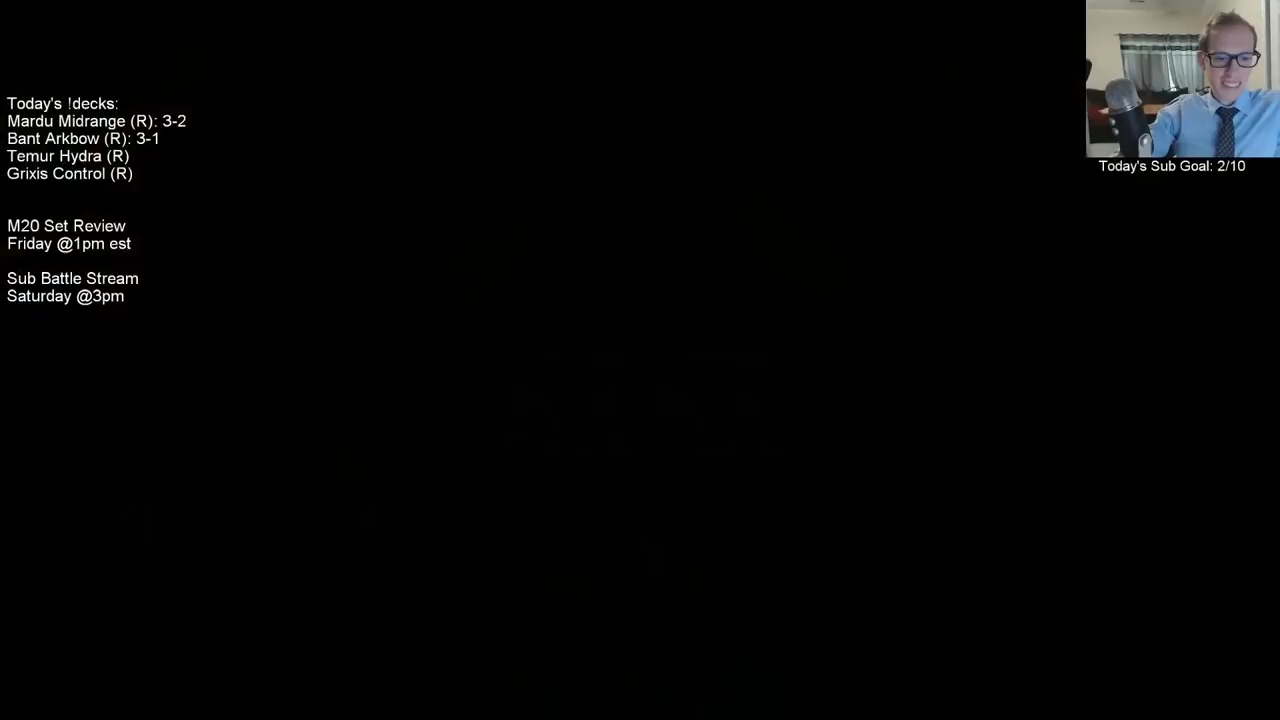 Today's !decks:
Mardu Midrange (R): 3-2
Bant Arkbow (R): 3-1
Temur Hydra (R)
Grixis Control (R)
M20 Set Review
Friday @1pm est
Sub Battle Stream
Saturday @3pm
Today's Sub Goal: 2/10